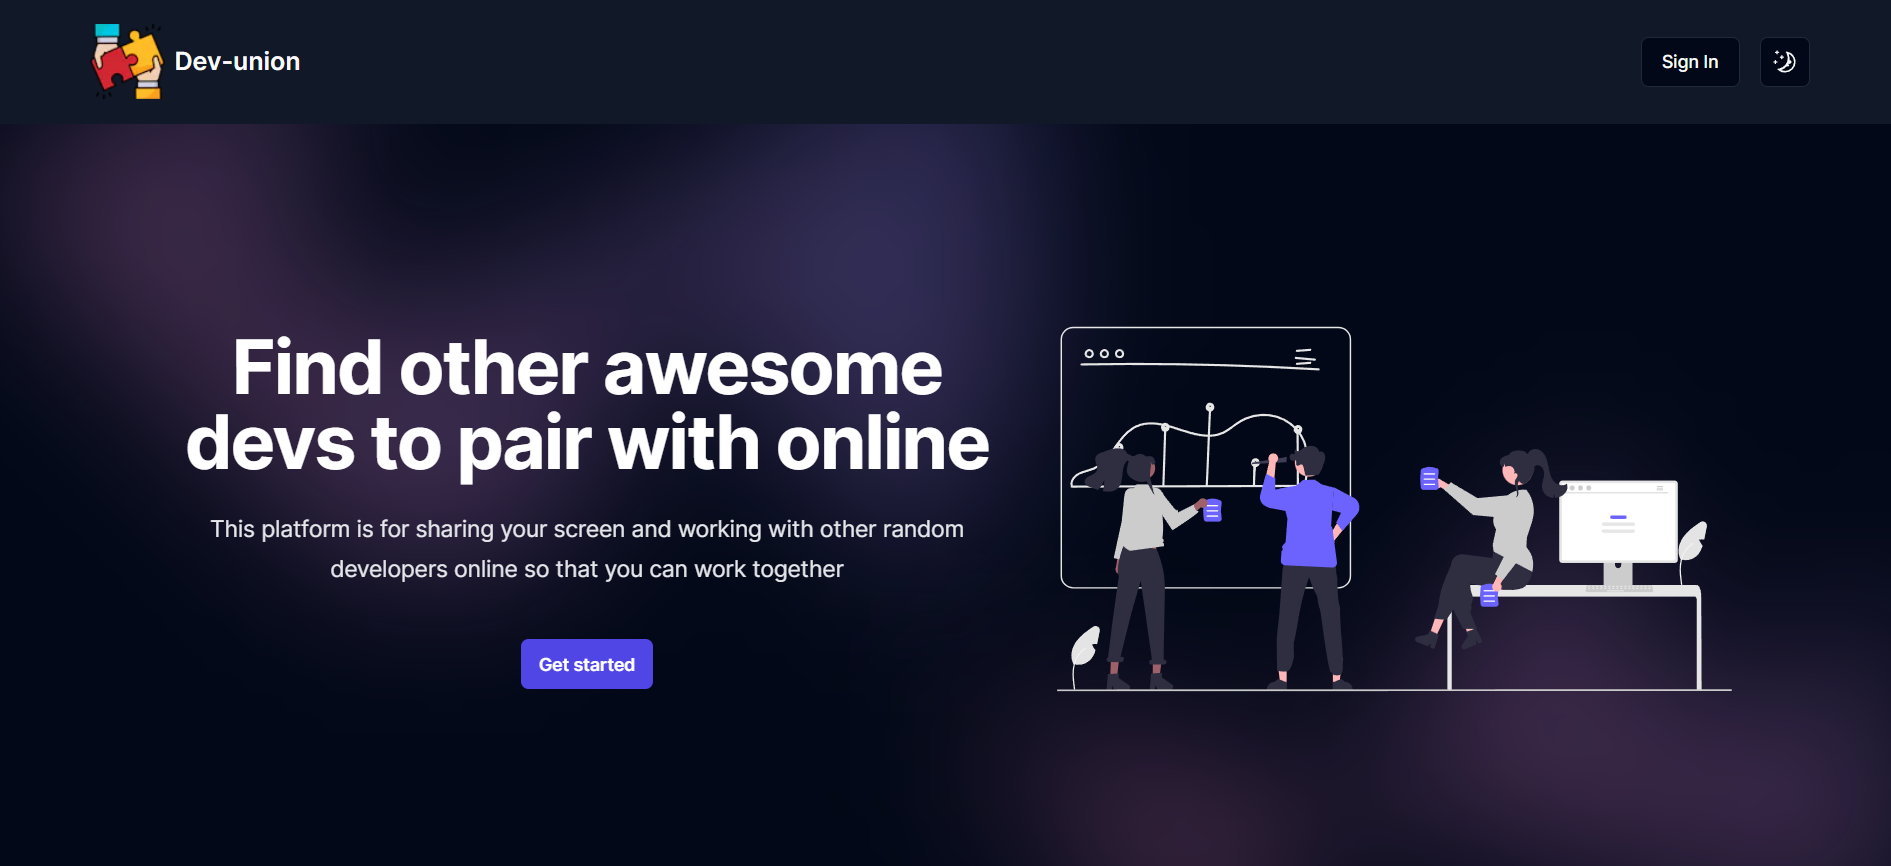 Dev-union
Sign In
Find other awesome
devs to pair with online
This platform is for sharing your screen and working with other random
developers online so that you can work together
Get started